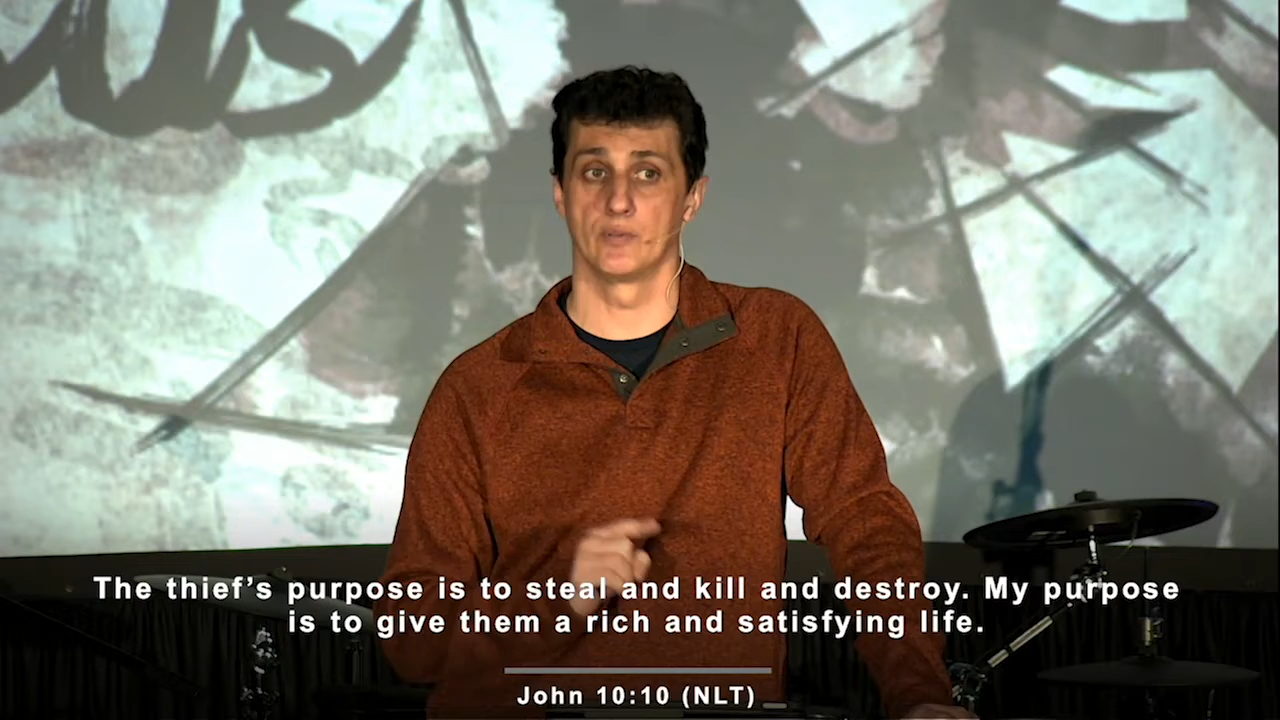 The thief’s purpose is to steal and kill and destroy. My purpose
is to give them a rich and satisfying life.
John 10:10 (NLT)